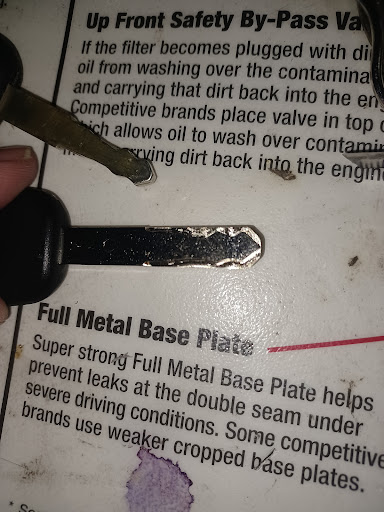 Up Front Safety By-Pass Va
If the filter becomes plugged with di
oil from washing over the contamina
and carrying that dirt back into the en
Competitive brands place valve in top
which allows oil to wash over contami
rying dirt back into the engin
Full Metal Base Plate
Super strong Full Metal Base Plate helps
prevent leaks at the double seam under
severe driving conditions. Some competitive
brands use weaker cropped base plates.